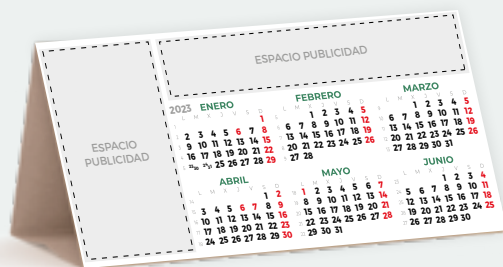 ESPACIO PUBLICIDAD
ESPACIO
PUBLICIDAD
2023 ENERO
L M X J V S D
1
2 3 4 5 6 7 8
9 10 11 12 13 14 15
16 17 18 19 20 21 22
23/30 24/31 25 26 27 28 29
FEBRERO
L M X J V S D
1 2 3 4 5
6 7 8 9 10 11 12
13 14 15 16 17 18 19
20 21 22 23 24 25 26
27 28
MARZO
L M X J V S D
1 2 3 4 5
6 7 8 9 10 11 12
13 14 15 16 17 18 19
20 21 22 23 24 25 26
27 28 29 30 31
ABRIL
L M X J V S D
1 2
3 4 5 6 7 8 9
10 11 12 13 14 15 16
17 18 19 20 21 22 23
24 25 26 27 28 29 30
MAYO
L M X J V S D
1 2 3 4 5 6 7
8 9 10 11 12 13 14
15 16 17 18 19 20 21
22 23 24 25 26 27 28
29 30 31
JUNIO
L M X J V S D
1 2 3 4
5 6 7 8 9 10 11
12 13 14 15 16 17 18
19 20 21 22 23 24 25
26 27 28 29 30